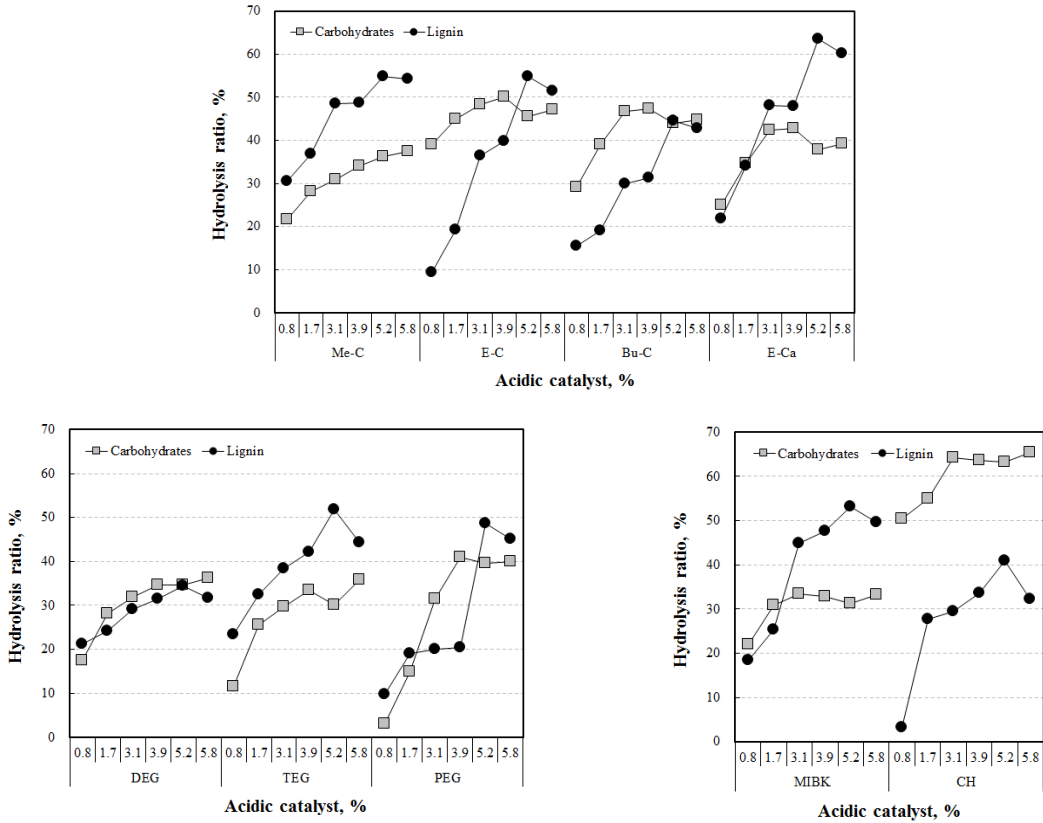 Carbohydrates Lignin
Hydrolysis ratio, %
70
60
50
40
30
20
10
0
0.8 1.7 3.1 3.9 5.2 5.8 0.8 1.7 3.1 3.9 5.2 5.8 0.8 1.7 3.1 3.9 5.2 5.8 0.8 1.7 3.1 3.9 5.2 5.8
Me-C E-C Bu-C E-Ca
Acidic catalyst, %
Carbohydrates Lignin
Hydrolysis ratio, %
70
60
50
40
30
20
10
0
0.8 1.7 3.1 3.9 5.2 5.8 0.8 1.7 3.1 3.9 5.2 5.8 0.8 1.7 3.1 3.9 5.2 5.8
DEG TEG PEG
Acidic catalyst, %
Carbohydrates Lignin
Hydrolysis ratio, %
70
60
50
40
30
20
10
0
0.8 1.7 3.1 3.9 5.2 5.8 0.8 1.7 3.1 3.9 5.2 5.8
MIBK CH
Acidic catalyst, %